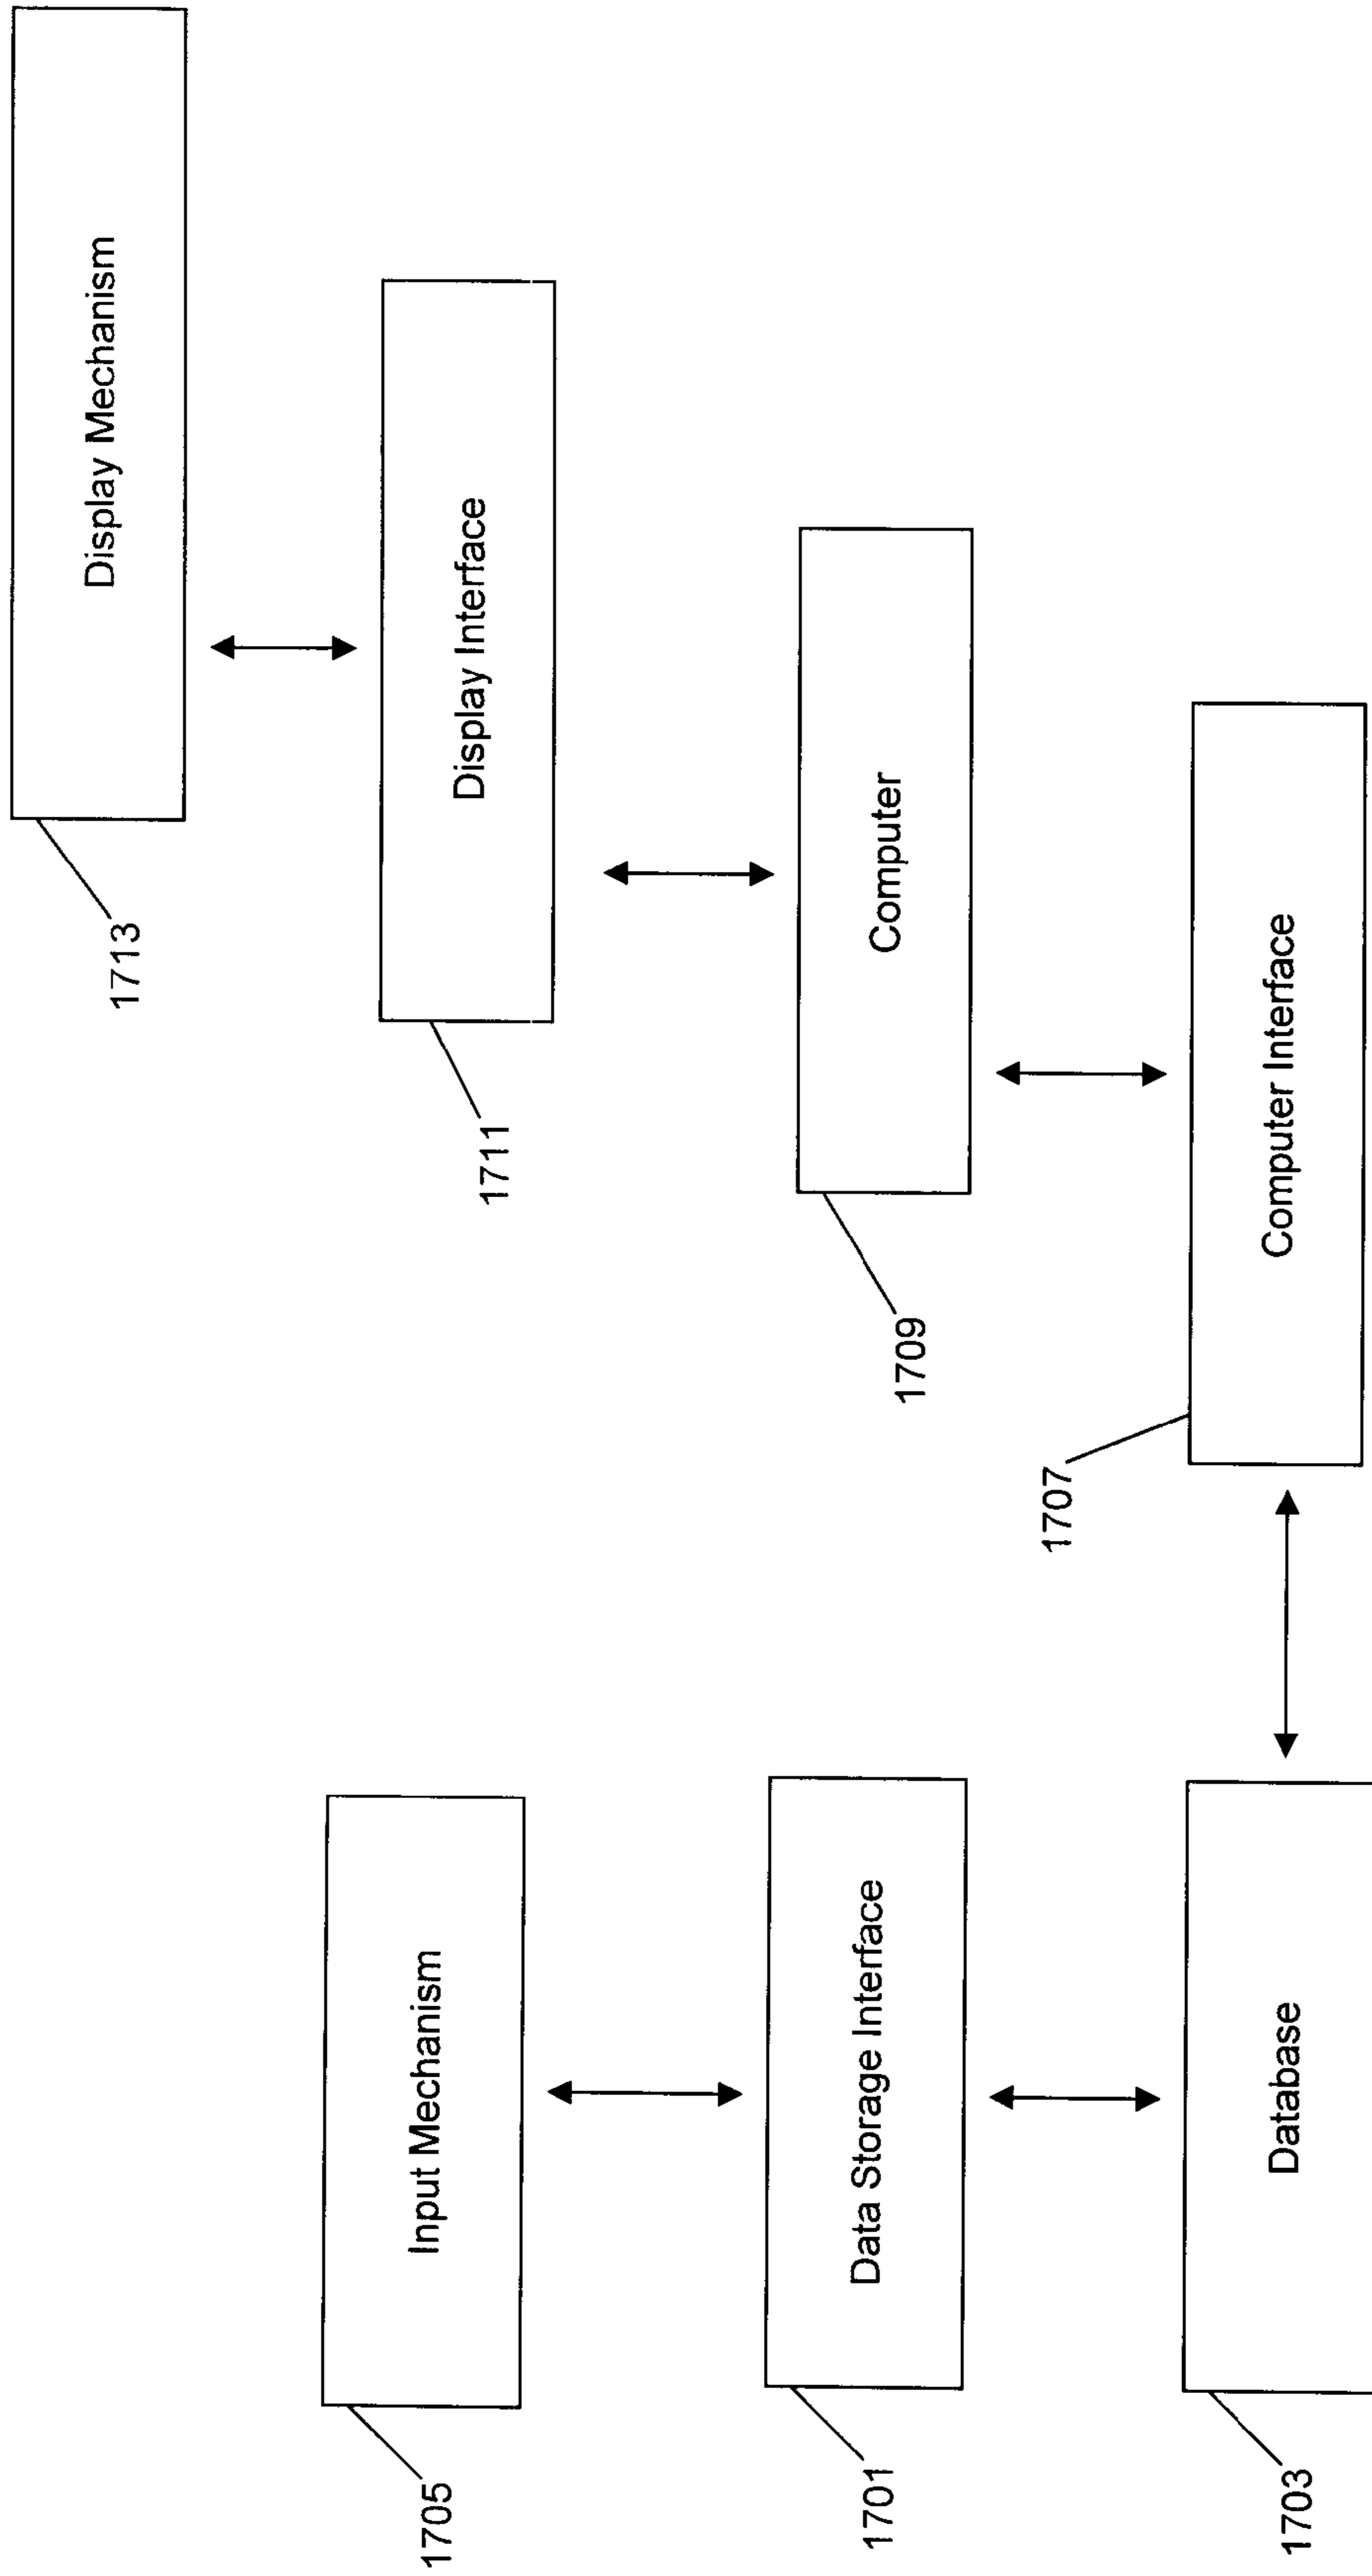 Display Mechanism
1713
Input Mechanism
1705
Display Interface
1711
Data Storage Interface
1701
Computer
1709
Database
1703
Computer Interface
1707